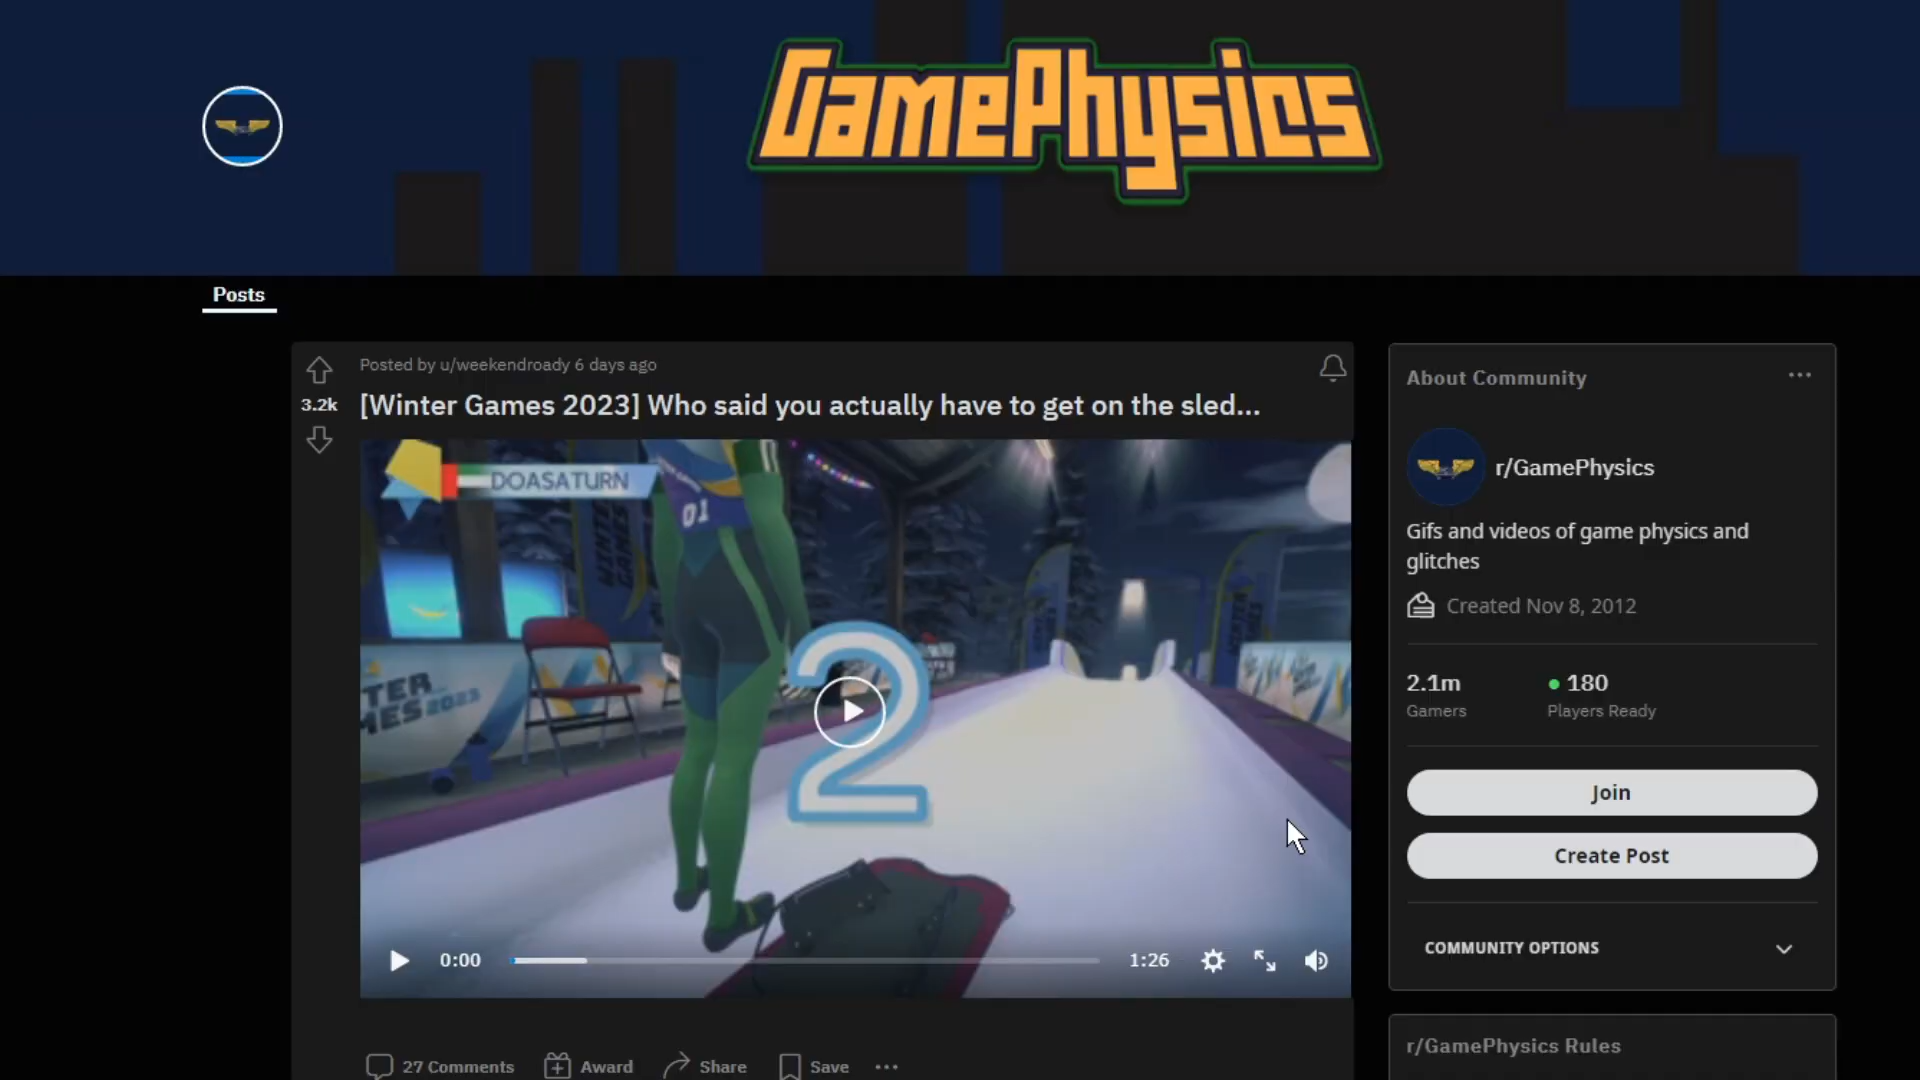 GamePhysics
Posts
Posted by u/weekendroady 6 days ago
3.2k
[Winter Games 2023] Who said you actually have to get on the sled...
DOASATURN
01
2
0:00
1:26
27 Comments
Award
Share
Save
About Community
r/GamePhysics
Gifs and videos of game physics and
glitches
Created Nov 8, 2012
2.1m
180
Gamers
Players Ready
Join
Create Post
COMMUNITY OPTIONS
r/GamePhysics Rules